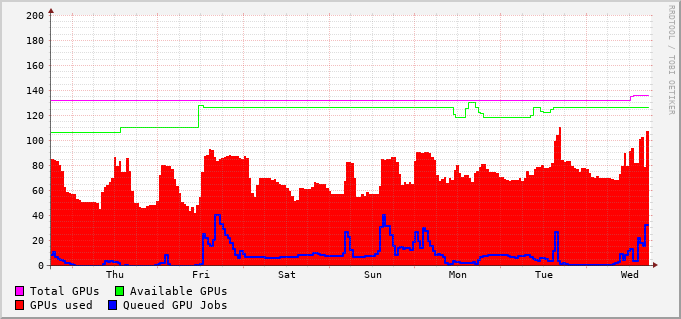 200
180
160
140
120
100
80
60
40
20
0
Thu Fri Sat Sun Mon Tue Wed
Total GPUs Available GPUs
GPUs used Queued GPU Jobs
RRDTOOL / TOBI OETIKER